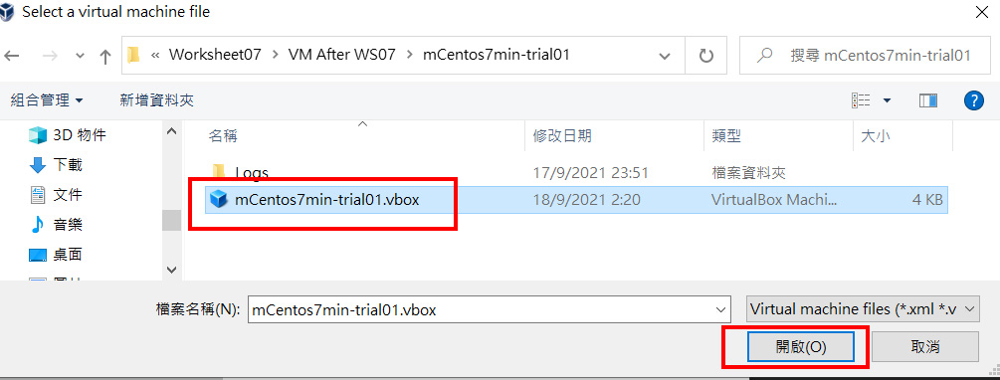 Select a virtual machine file
« Worksheet07 > VM After WS07 > mCentos7min-trial01
搜尋 mCentos7min-trial01
組合管理 新增資料夾
名稱 修改日期 類型 大小
3D 物件
下載
文件
音樂
桌面
圖片
Logs 17/9/2021 23:51 檔案資料夾
mCentos7min-trial01.vbox 18/9/2021 2:20 VirtualBox Machi... 4 KB
檔案名稱(N): mCentos7min-trial01.vbox Virtual machine files (*.xml *.v
開啟(O) 取消